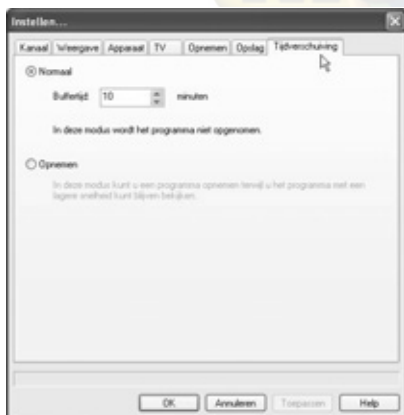 Instellen...
Kanaal Weergave Apparaat TV Opnemen Opslag Tijdverschuiving
Normaal
Buffertijd: 10 minuten
In deze modus wordt het programma niet opgenomen.
Opnemen
In deze modus kunt u een programma opnemen terwijl u het programma met een
lagere snelheid kunt blijven bekijken.
OK Annuleren Toepassen Help